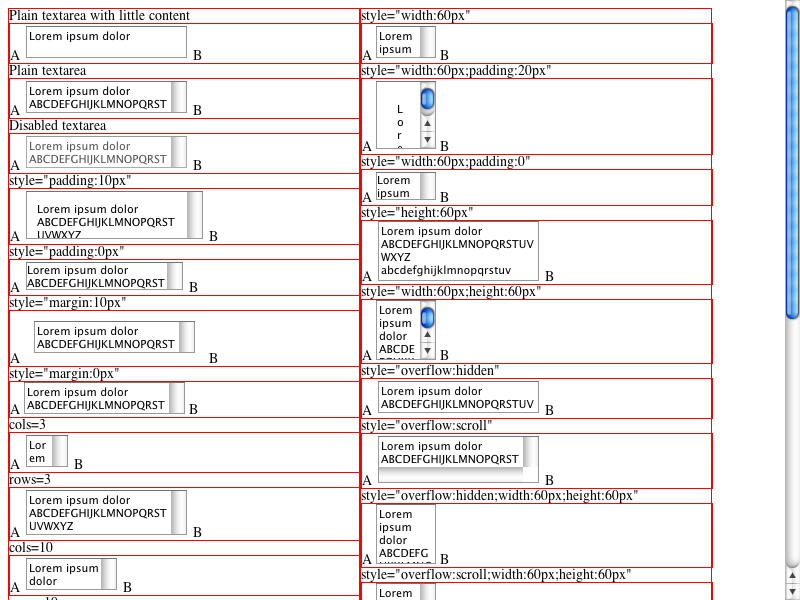 Plain textarea with little content
Lorem ipsum dolor
A B
Plain textarea
Lorem ipsum dolor
ABCDEFGHIJKLMNOPQRST
A B
Disabled textarea
Lorem ipsum dolor
ABCDEFGHIJKLMNOPQRST
A B
style="padding:10px"
Lorem ipsum dolor
ABCDEFGHIJKLMNOPQRST
UVWXYZ
A B
style="padding:0px"
Lorem ipsum dolor
ABCDEFGHIJKLMNOPQRST
A B
style="margin:10px"
Lorem ipsum dolor
ABCDEFGHIJKLMNOPQRST
A B
style="margin:0px"
Lorem ipsum dolor
ABCDEFGHIJKLMNOPQRST
A B
cols=3
Lor
em
A B
rows=3
Lorem ipsum dolor
ABCDEFGHIJKLMNOPQRST
UVWXYZ
A B
cols=10
Lorem ipsum
dolor
A B
style="width:60px"
Lorem
ipsum
A B
style="width:60px;padding:20px"
L
o
r
A B
style="width:60px;padding:0"
Lorem
ipsum
A B
style="height:60px"
Lorem ipsum dolor
ABCDEFGHIJKLMNOPQRSTUV
WXYZ
abcdefghijklmnopqrstuv
A B
style="width:60px;height:60px"
Lorem
ipsum
dolor
ABCDE
A B
style="overflow:hidden"
Lorem ipsum dolor
ABCDEFGHIJKLMNOPQRSTUV
A B
style="overflow:scroll"
Lorem ipsum dolor
ABCDEFGHIJKLMNOPQRST
A B
style="overflow:hidden;width:60px;height:60px"
Lorem
ipsum
dolor
ABCDEFG
A B
style="overflow:scroll;width:60px;height:60px"
Lorem